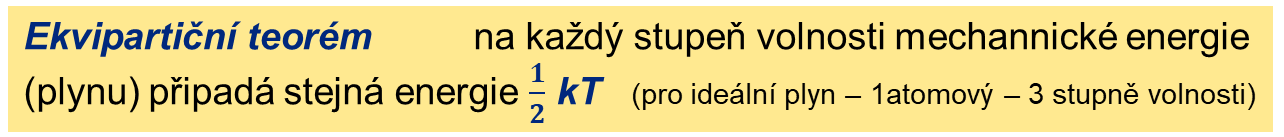 Ekvipartiční teorém na každý stupeň volnosti mechannické energie
(plynu) připadá stejná energie 1/2 kT (pro ideální plyn – 1atomový – 3 stupně volnosti)